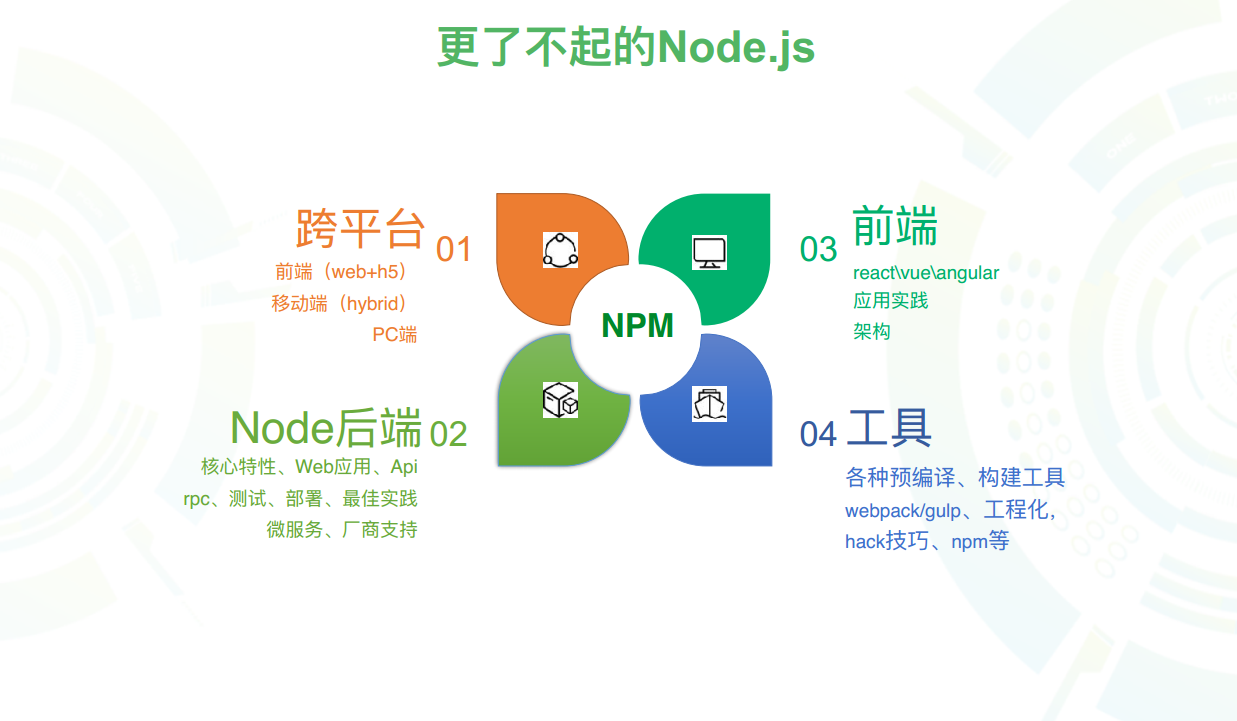 更了不起的Node.js
跨平台 01
前端（web+h5）
移动端（hybrid）
PC端
Node后端 02
核心特性、Web应用、Api
rpc、测试、部署、最佳实践
微服务、厂商支持
NPM
03 前端
react\vue\angular
应用实践
架构
04 工具
各种预编译、构建工具
webpack/gulp、工程化，
hack技巧、npm等